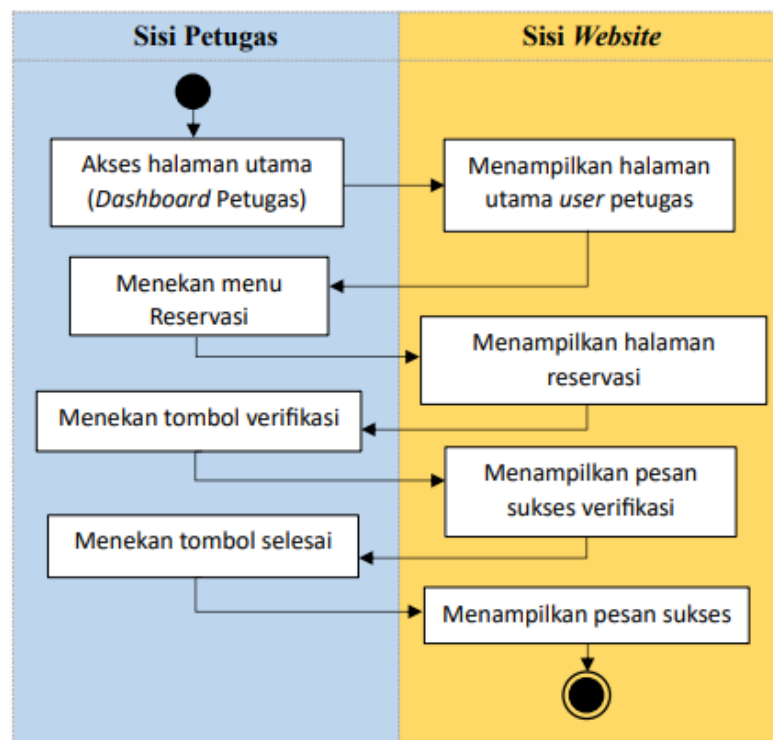 Sisi Petugas
Sisi Website
Akses halaman utama
(Dashboard Petugas)
Menampilkan halaman
utama user petugas
Menekan menu
Reservasi
Menampilkan halaman
reservasi
Menekan tombol verifikasi
Menampilkan pesan
sukses verifikasi
Menekan tombol selesai
Menampilkan pesan sukses